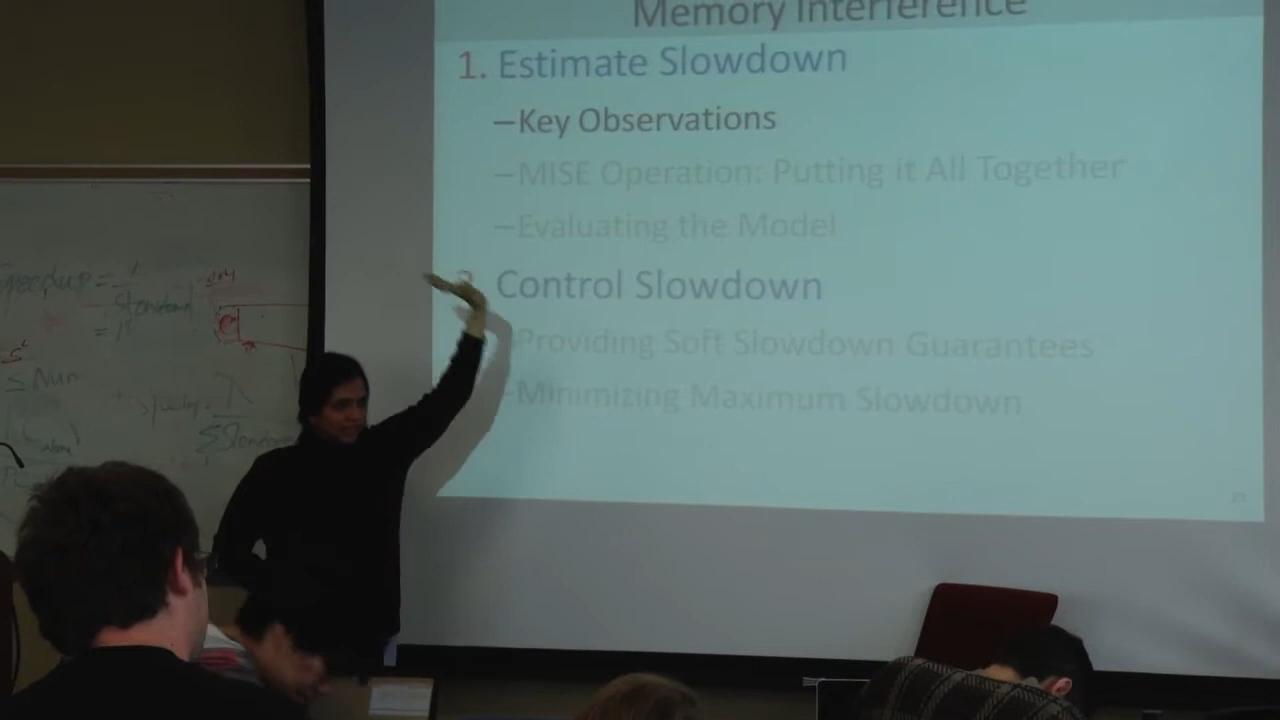 Memory Interference
1. Estimate Slowdown
–Key Observations
–MISE Operation: Putting it All Together
–Evaluating the Model
2. Control Slowdown
–Providing Soft Slowdown Guarantees
–Minimizing Maximum Slowdown